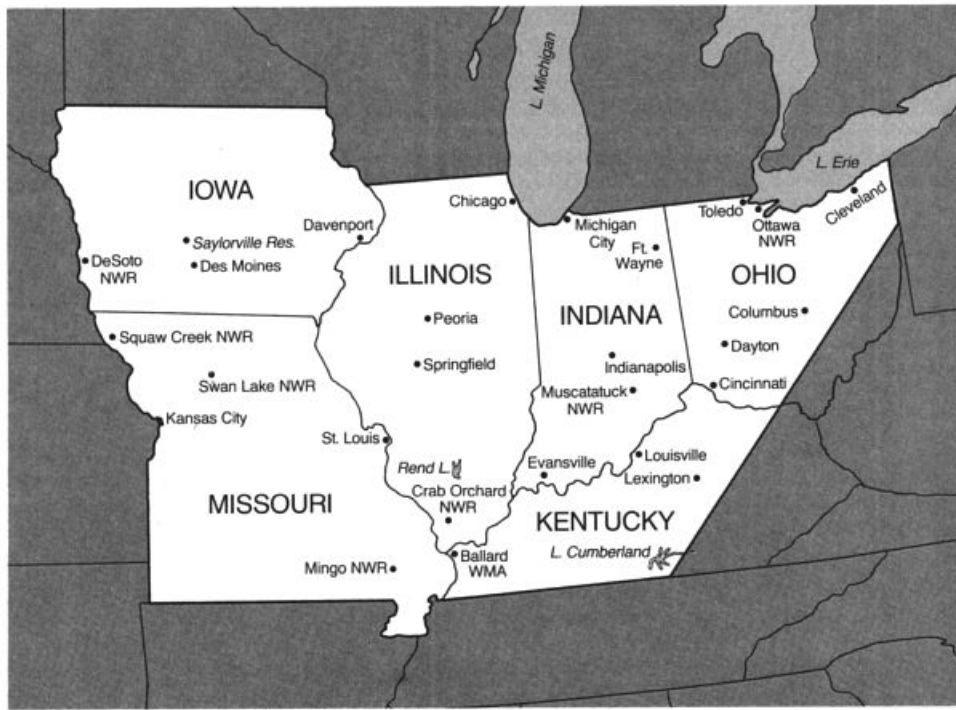 L. Michigan
L. Erie
IOWA
Chicago
Cleveland
Toledo
Michigan
City
Ottawa
NWR
Davenport
Saylorville Res.
Ft.
Wayne
DeSoto
NWR
Des Moines
ILLINOIS
OHIO
Peoria
INDIANA
Columbus
Squaw Creek NWR
Dayton
Springfield
Indianapolis
Swan Lake NWR
Muscatatuck
NWR
Cincinnati
Kansas City
St. Louis
Louisville
Rend L.
Evansville
Lexington
Crab Orchard
NWR
MISSOURI
KENTUCKY
Ballard
WMA
L. Cumberland
Mingo NWR